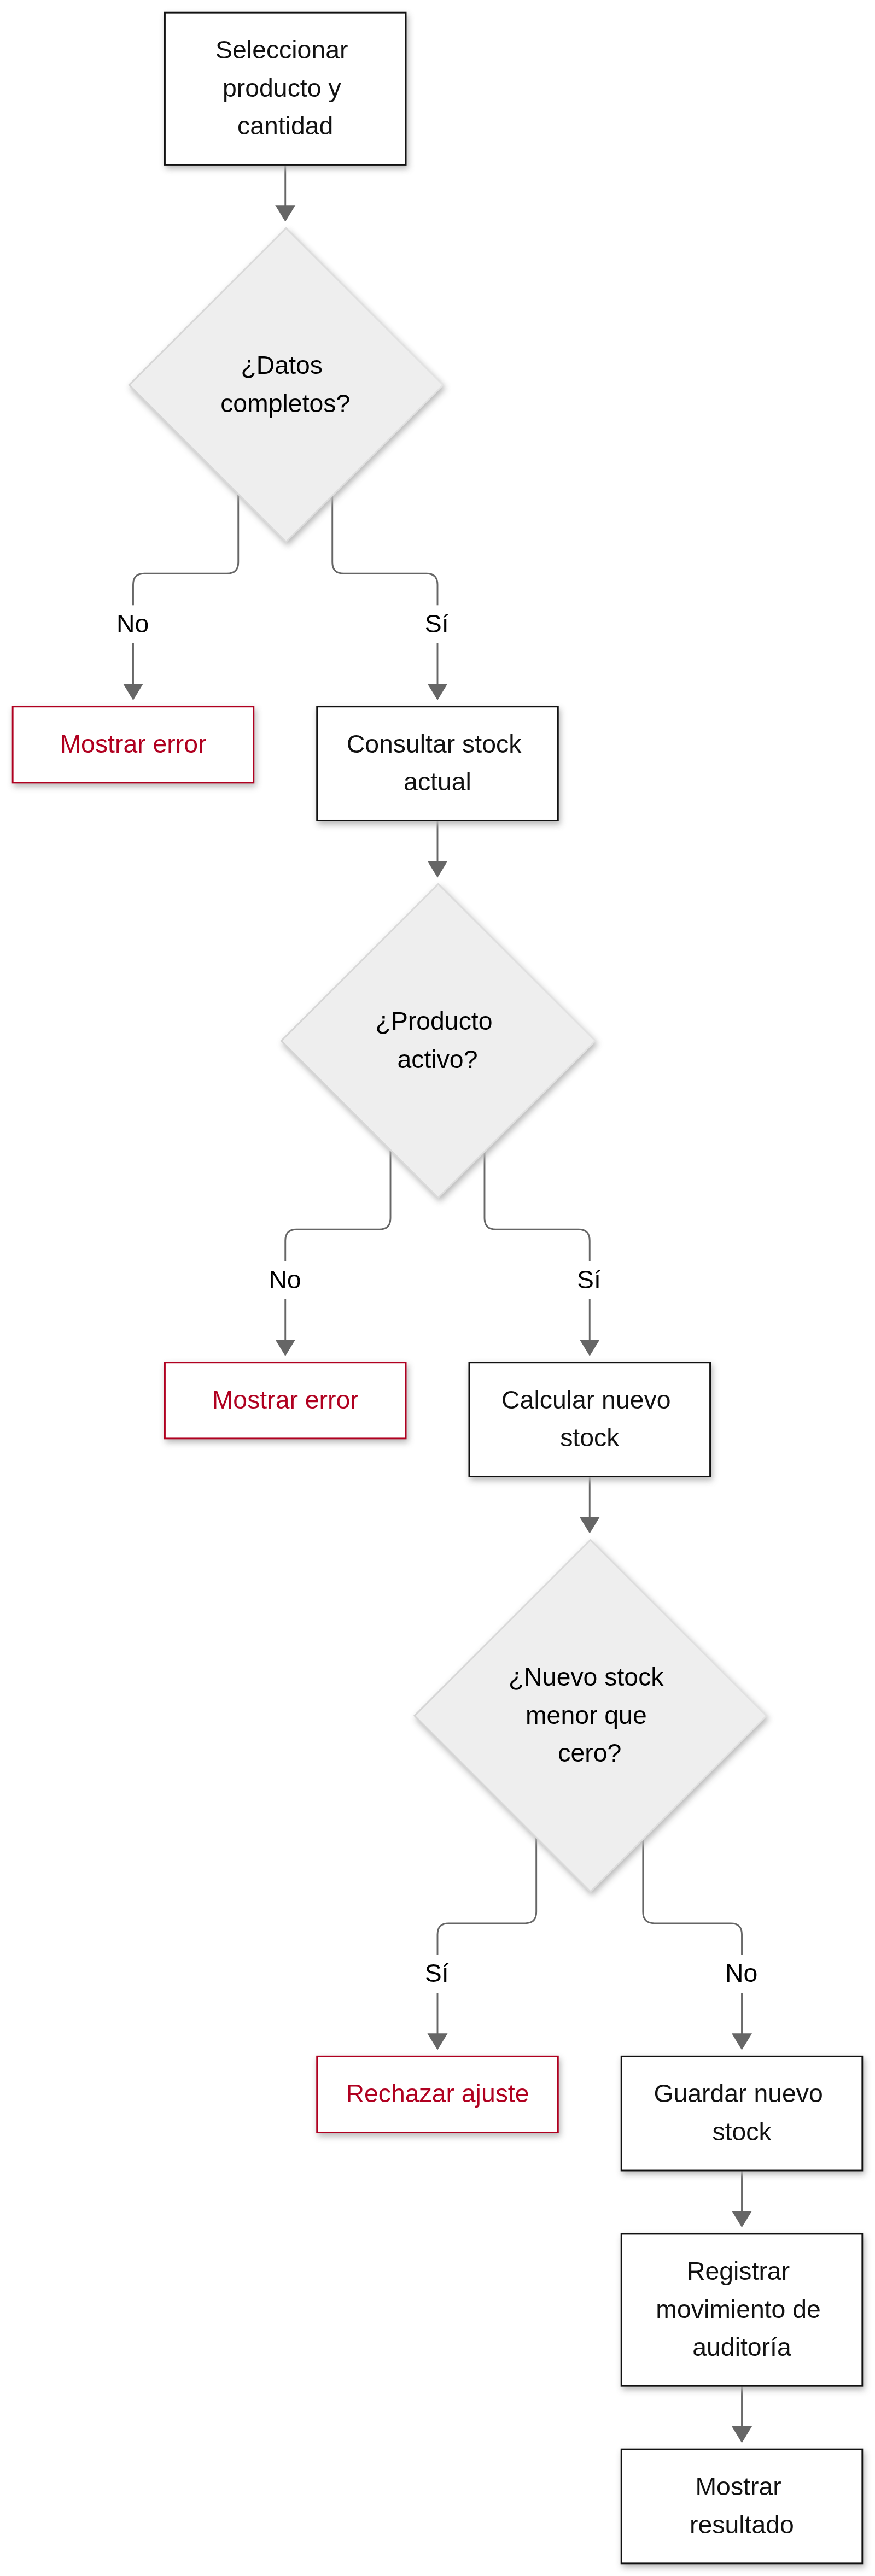 Seleccionar
producto y
cantidad
¿Datos
completos?
No
Sí
Mostrar error
Consultar stock
actual
¿Producto
activo?
No
Sí
Mostrar error
Calcular nuevo
stock
¿Nuevo stock
menor que
cero?
Sí
No
Rechazar ajuste
Guardar nuevo
stock
Registrar
movimiento de
auditoría
Mostrar
resultado